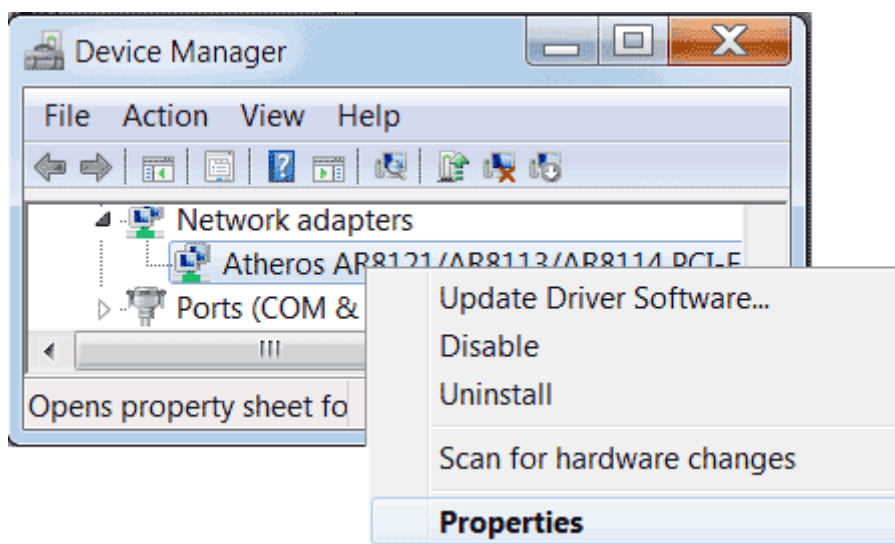 Device Manager
File Action View Help
Network adapters
Atheros AR8121/AR8113/AR8114 PCI-E
Ports (COM &
Opens property sheet fo
Update Driver Software...
Disable
Uninstall
Scan for hardware changes
Properties